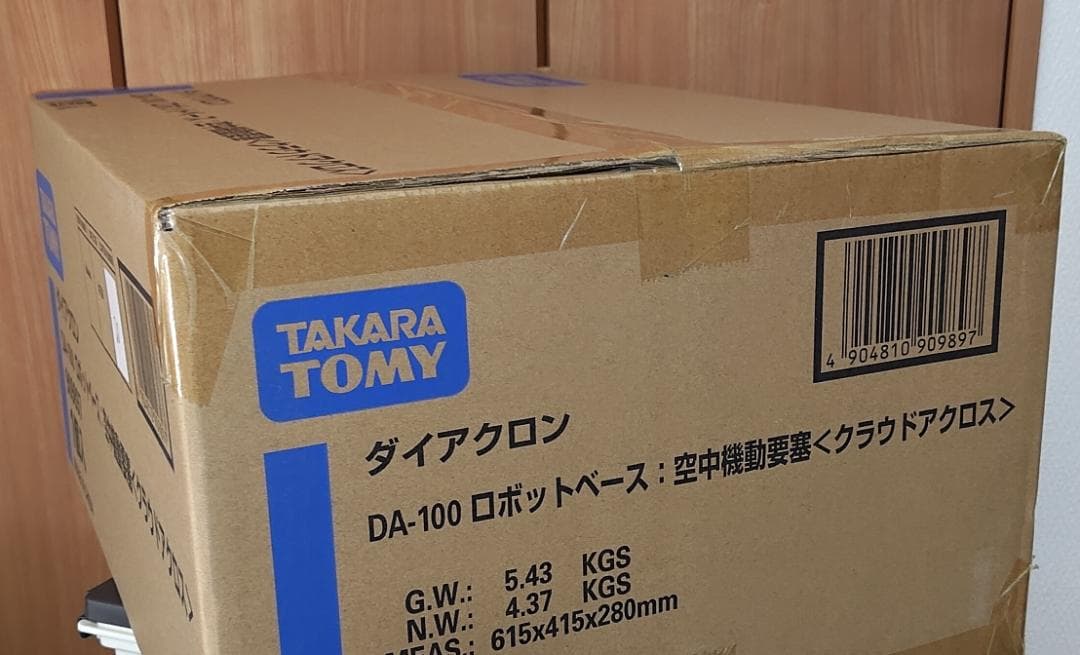 TAKARA
TOMY
4 904810 909897
ダイアクロン
DA-100 ロボットベース：空中機動要塞<クラウドアクロス>
G.W.: 5.43 KGS
N.W.: 4.37 KGS
MEAS.: 615x415x280mm